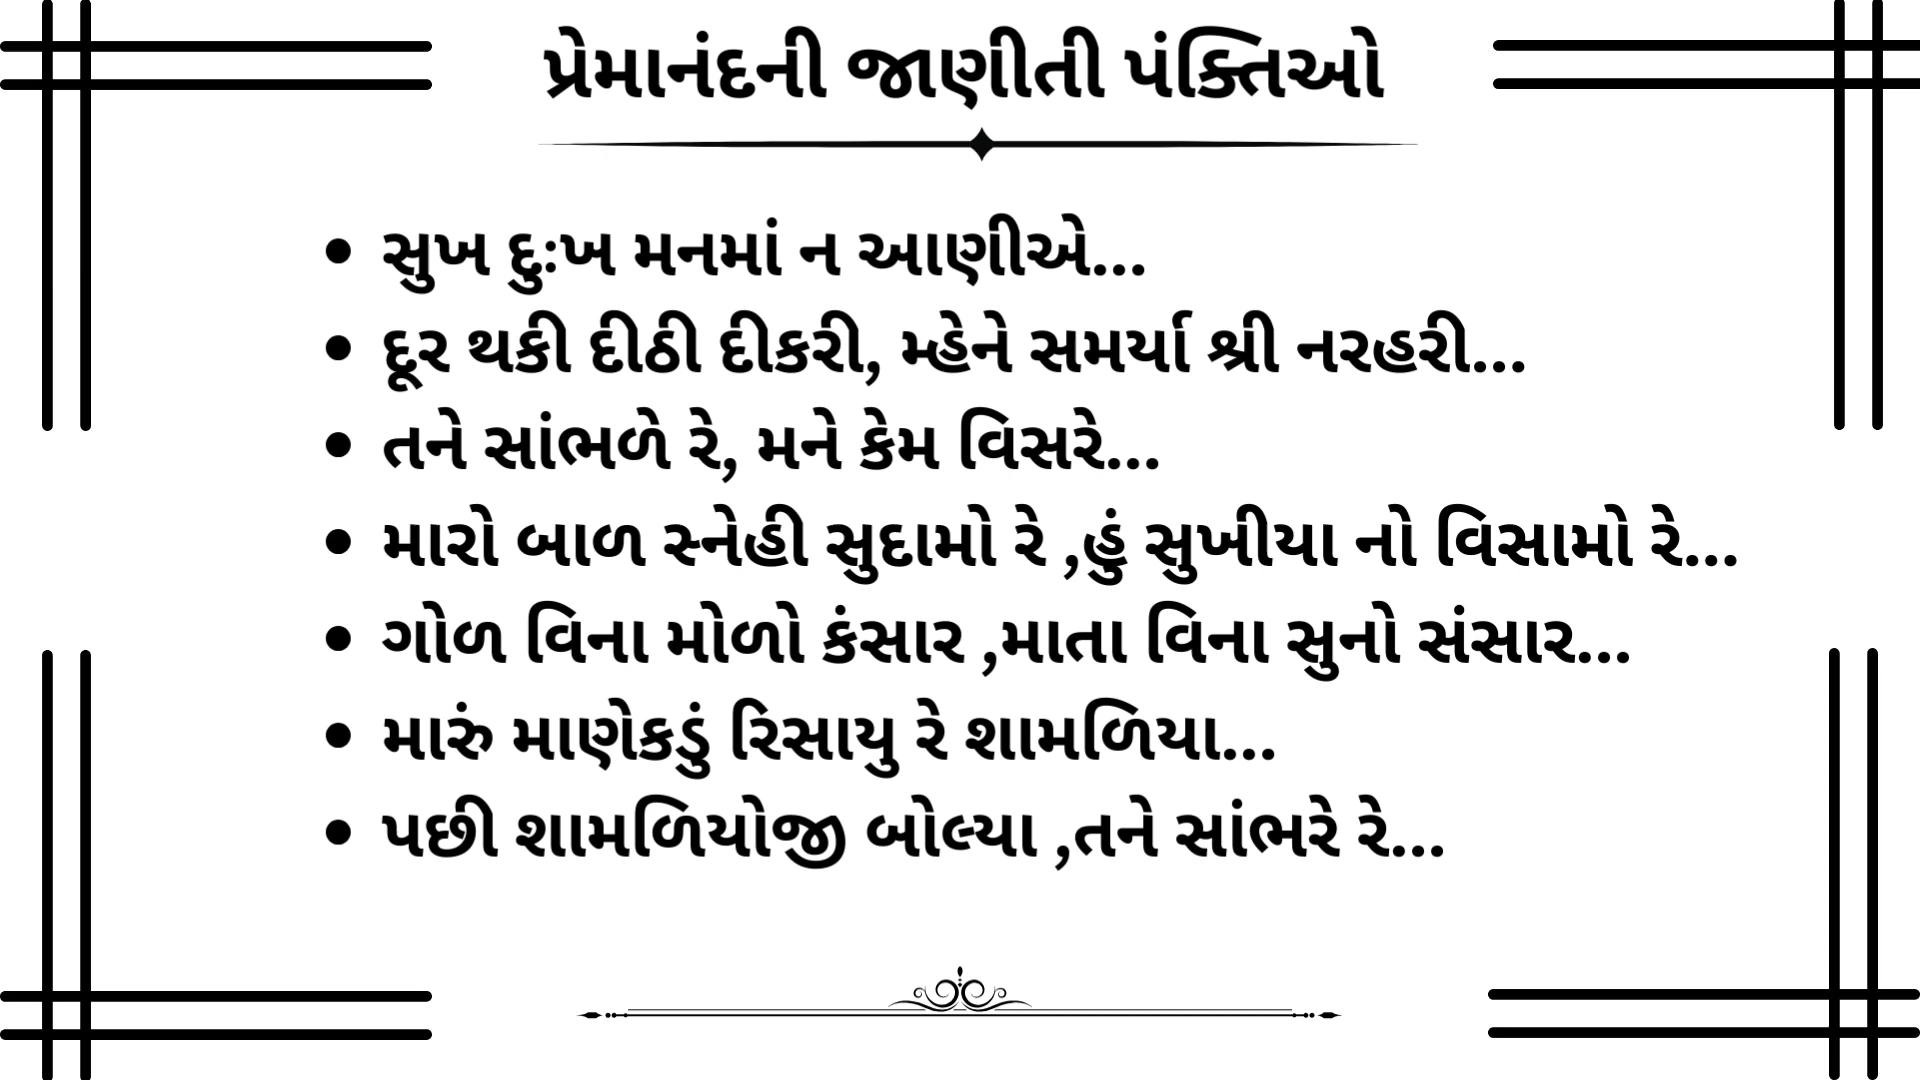 પ્રેમાનંદની જાણીતી પંક્તિઓ
• સુખ દુઃખ મનમાં ન આણીએ...
• દૂર થકી દીઠી દીકરી, મ્હેને સમર્યા શ્રી નરહરી...
• તને સાંભળે રે, મને કેમ વિસરે...
• મારો બાળ સ્નેહી સુદામો રે ,હું સુખીયા નો વિસામો રે...
• ગોળ વિના મોળો કંસાર ,માતા વિના સુનો સંસાર...
• મારું માણેકડું રિસાયુ રે શામળિયા...
• પછી શામળિયોજી બોલ્યા ,તને સાંભરે રે...